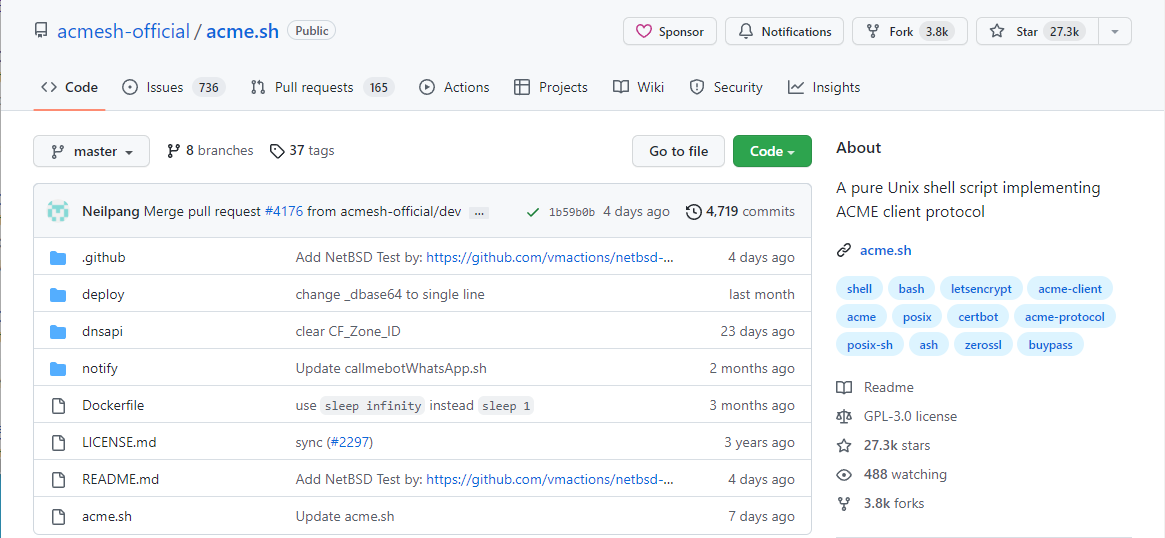 acmesh-official / acme.sh Public Sponsor Notifications Fork 3.8k Star 27.3k
Code Issues 736 Pull requests 165 Actions Projects Wiki Security Insights
master 8 branches 37 tags Go to file Code
Neilpang Merge pull request #4176 from acmesh-official/dev ... 1b59b0b 4 days ago 4,719 commits
.github Add NetBSD Test by: https://github.com/vmactions/netbsd-... 4 days ago
deploy change _dbase64 to single line last month
dnsapi clear CF_Zone_ID 23 days ago
notify Update callmebotWhatsApp.sh 2 months ago
Dockerfile use sleep infinity instead sleep 1 3 months ago
LICENSE.md sync (#2297) 3 years ago
README.md Add NetBSD Test by: https://github.com/vmactions/netbsd-... 4 days ago
acme.sh Update acme.sh 7 days ago
About
A pure Unix shell script implementing
ACME client protocol
acme.sh
shell bash letsencrypt acme-client
acme posix certbot acme-protocol
posix-sh ash zerossl buypass
Readme
GPL-3.0 license
27.3k stars
488 watching
3.8k forks